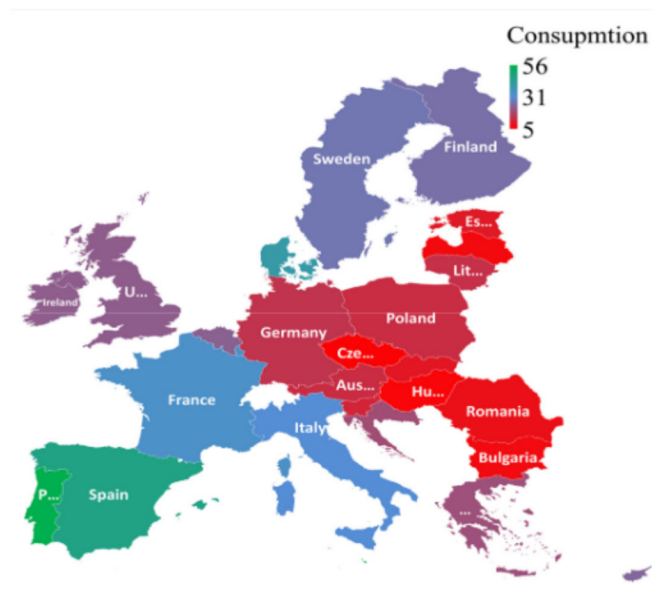 Consupmtion
56
31
5
Sweden
Finland
Es...
Lit...
Ireland
U...
Germany
Poland
Cze...
Aus...
Hu...
France
Italy
Romania
Bulgaria
P...
Spain
...